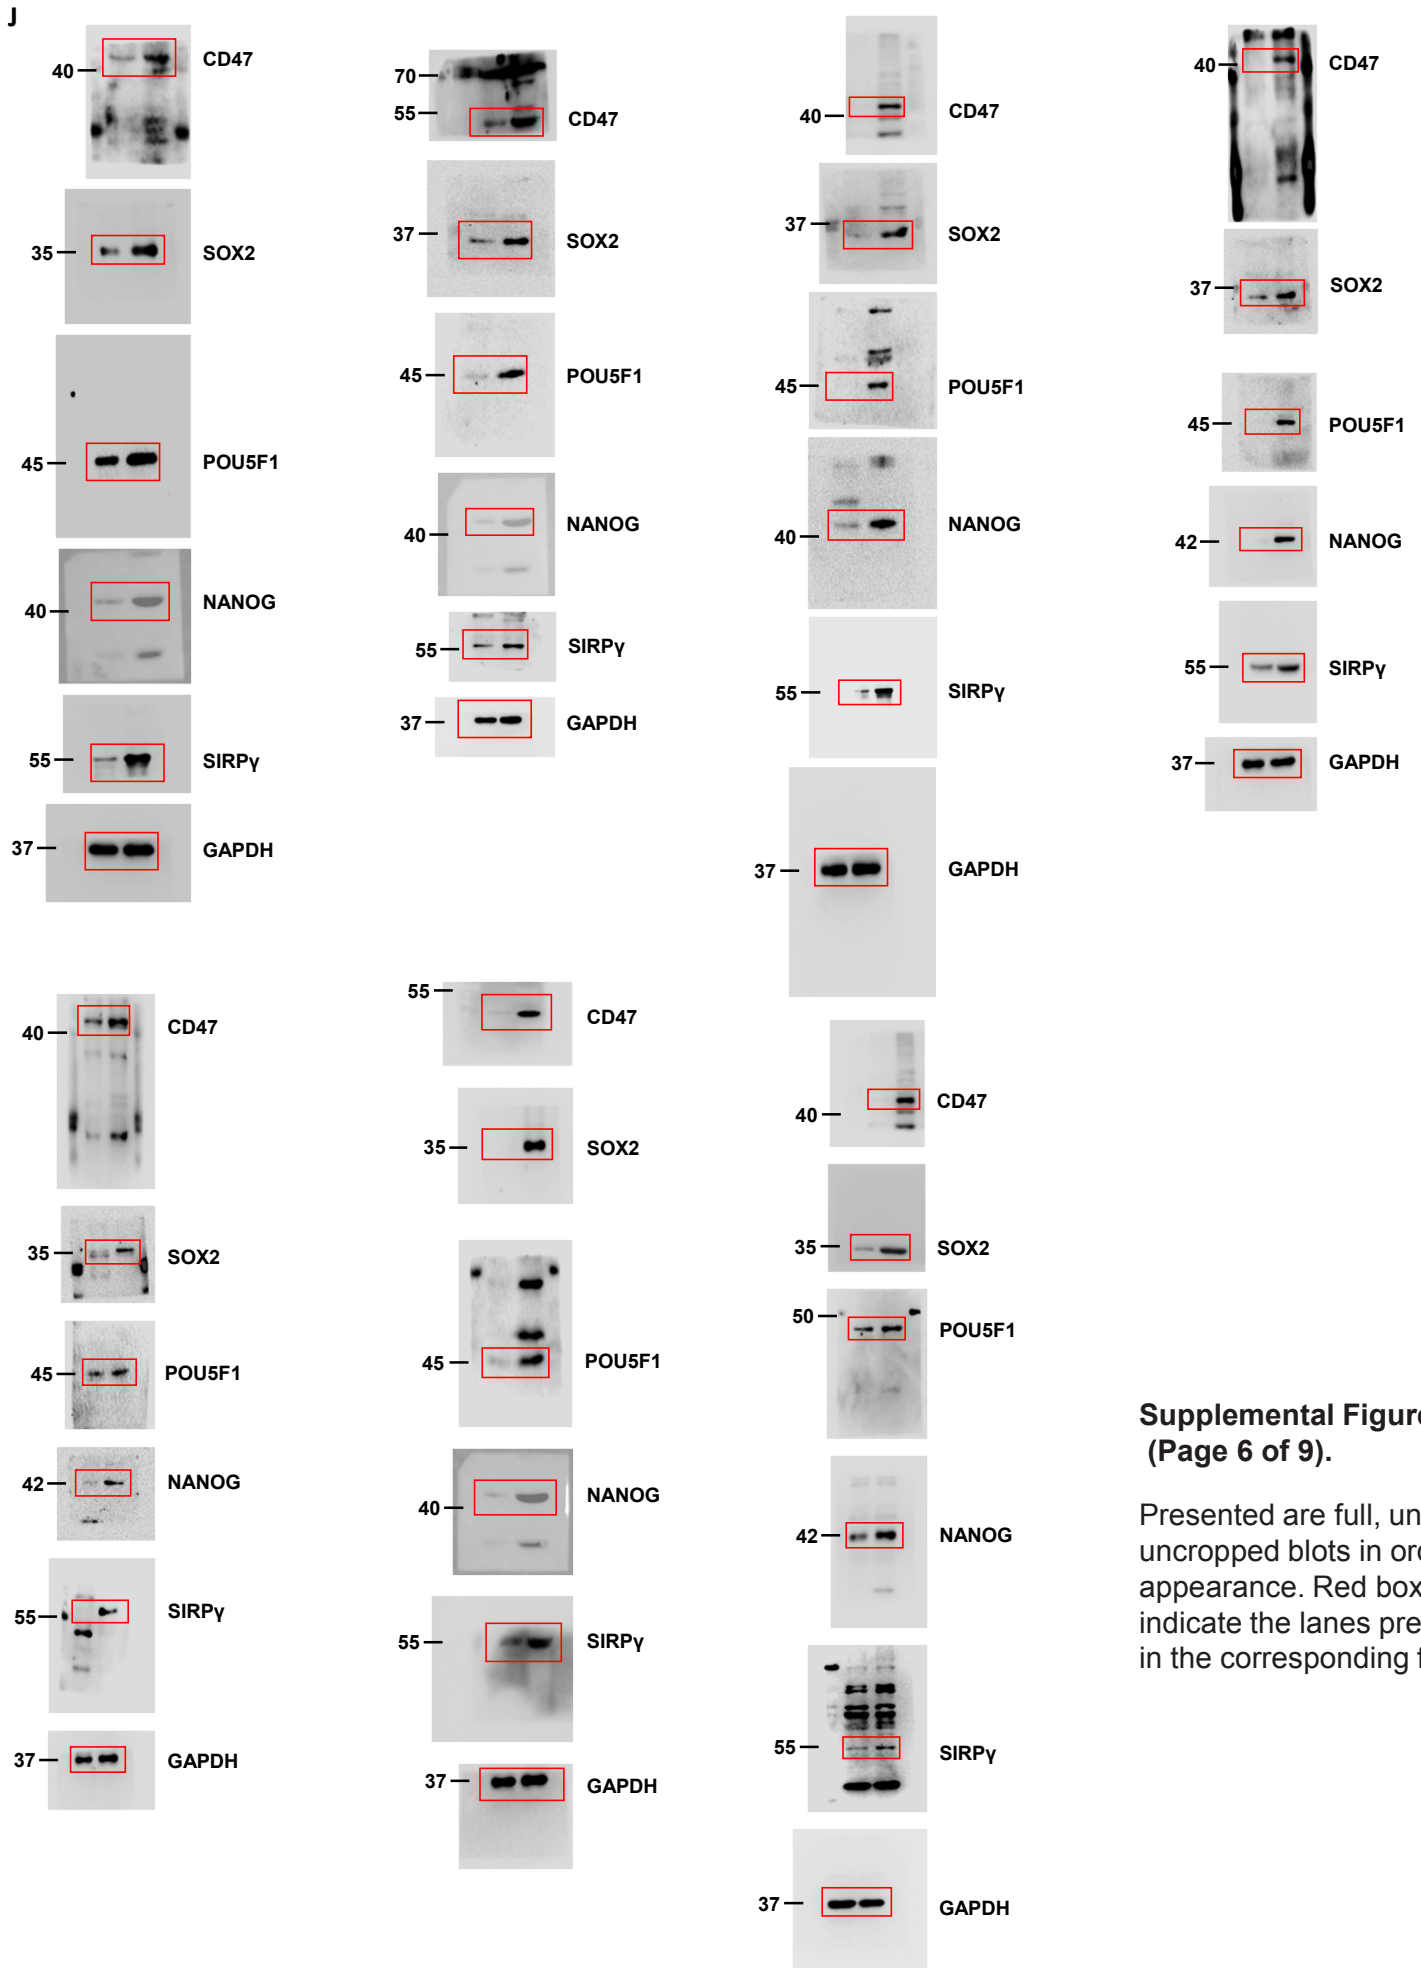 J
40 CD47
35 SOX2
45 POU5F1
40 NANOG
55 SIRPγ
37 GAPDH
70
55 CD47
37 SOX2
45 POU5F1
40 NANOG
55 SIRPγ
37 GAPDH
40 CD47
37 SOX2
45 POU5F1
40 NANOG
55 SIRPγ
37 GAPDH
40 CD47
37 SOX2
45 POU5F1
42 NANOG
55 SIRPγ
37 GAPDH
40 CD47
35 SOX2
45 POU5F1
42 NANOG
55 SIRPγ
37 GAPDH
55 CD47
35 SOX2
45 POU5F1
40 NANOG
55 SIRPγ
37 GAPDH
40 CD47
35 SOX2
50 POU5F1
42 NANOG
55 SIRPγ
37 GAPDH
Supplemental Figure
(Page 6 of 9).
Presented are full, un
uncropped blots in or
appearance. Red box
indicate the lanes pre
in the corresponding